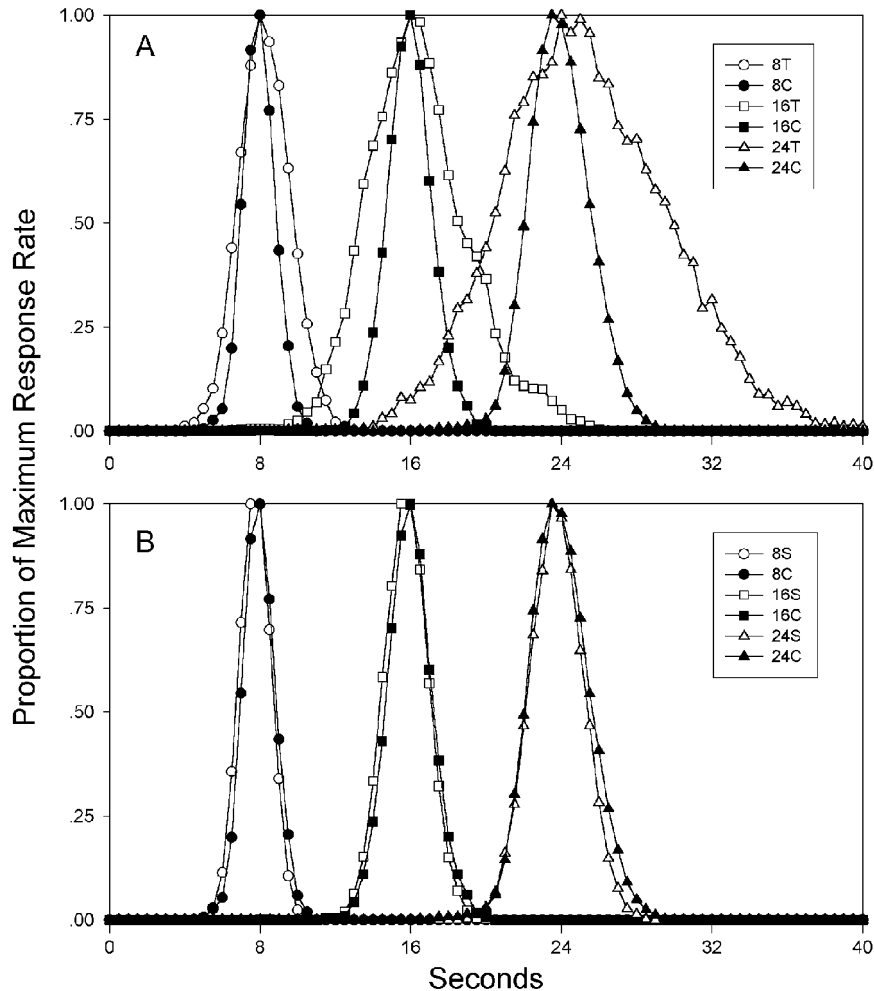 Proportion of Maximum Response Rate
A
1.00
.75
.50
.25
.00
0 8 16 24 32 40
8T
8C
16T
16C
24T
24C
B
1.00
.75
.50
.25
.00
0 8 16 24 32 40
8S
8C
16S
16C
24S
24C
Seconds